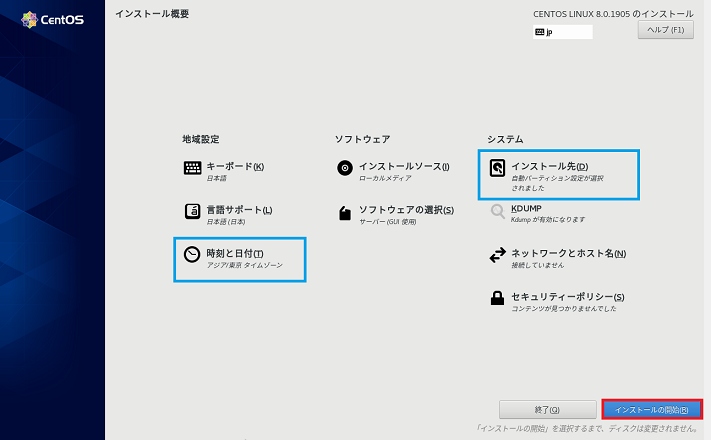 CentOS
インストール概要
CENTOS LINUX 8.0.1905 のインストール
jp
ヘルプ (F1)
地域設定
キーボード(K)
日本語
言語サポート(L)
日本語 (日本)
時刻と日付(T)
アジア/東京 タイムゾーン
ソフトウェア
インストールソース(I)
ローカルメディア
ソフトウェアの選択(S)
サーバー (GUI 使用)
システム
インストール先(D)
自動パーティション設定が選択
されました
KDUMP
Kdump が有効になります
ネットワークとホスト名(N)
接続していません
セキュリティーポリシー(S)
コンテンツが見つかりませんでした
終了(Q)
インストールの開始(B)
「インストールの開始」を選択するまで、ディスクは変更されません。